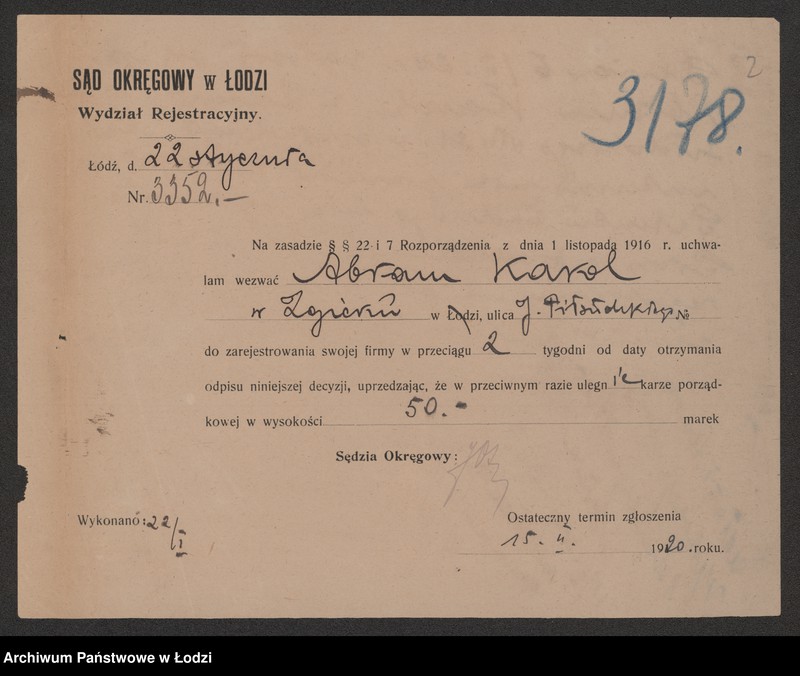 2
3178.
SĄD OKRĘGOWY w ŁODZI
Wydział Rejestracyjny.
Łódź, d. 22 stycznia
Nr. 3352.—
Na zasadzie § § 22 i 7 Rozporządzenia z dnia 1 listopada 1916 r. uchwa-
lam wezwać Abram Karol
w Zgierzu w Łodzi, ulica J. Piłsudskiego №
do zarejestrowania swojej firmy w przeciągu 2 tygodni od daty otrzymania
odpisu niniejszej decyzji, uprzedzając, że w przeciwnym razie ulegnie karze porząd-
kowej w wysokości 50.- marek
Sędzia Okręgowy:
Wykonano: 22/I
Ostateczny termin zgłoszenia
15. II. 1920. roku.
Archiwum Państwowe w Łodzi